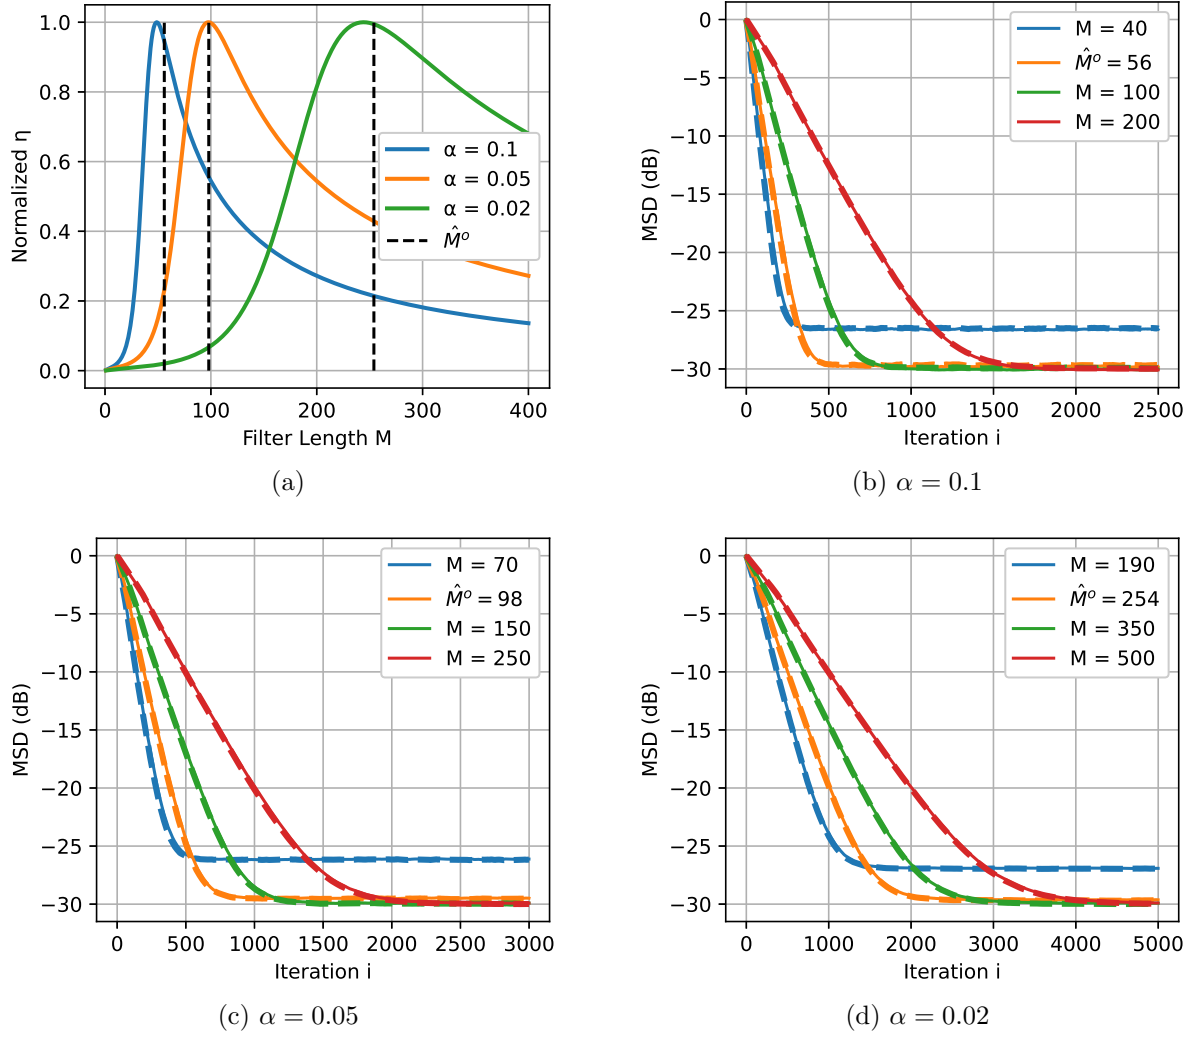 1.0
0.8
0.6
0.4
0.2
0.0
Normalized η
α = 0.1
α = 0.05
α = 0.02
M̂ᵒ
0 100 200 300 400
Filter Length M
(a)
0
−5
−10
−15
−20
−25
−30
MSD (dB)
M = 40
M̂ᵒ = 56
M = 100
M = 200
0 500 1000 1500 2000 2500
Iteration i
(b) α = 0.1
0
−5
−10
−15
−20
−25
−30
MSD (dB)
M = 70
M̂ᵒ = 98
M = 150
M = 250
0 500 1000 1500 2000 2500 3000
Iteration i
(c) α = 0.05
0
−5
−10
−15
−20
−25
−30
MSD (dB)
M = 190
M̂ᵒ = 254
M = 350
M = 500
0 1000 2000 3000 4000 5000
Iteration i
(d) α = 0.02